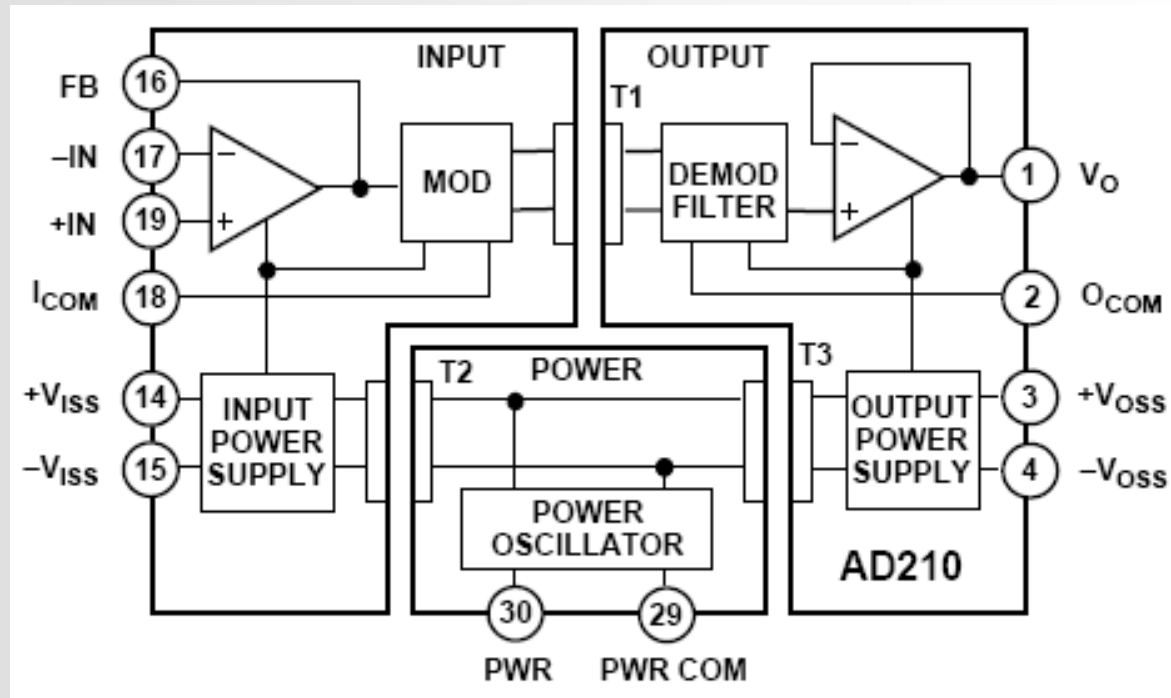 INPUT
OUTPUT
FB
16
T1
–IN
17
–
MOD
DEMOD
FILTER
–
1
VO
+IN
19
+
+
ICOM
18
2
OCOM
T2
POWER
T3
+VISS
14
INPUT
POWER
SUPPLY
OUTPUT
POWER
SUPPLY
3
+VOSS
–VISS
15
4
–VOSS
POWER
OSCILLATOR
AD210
30
29
PWR
PWR COM